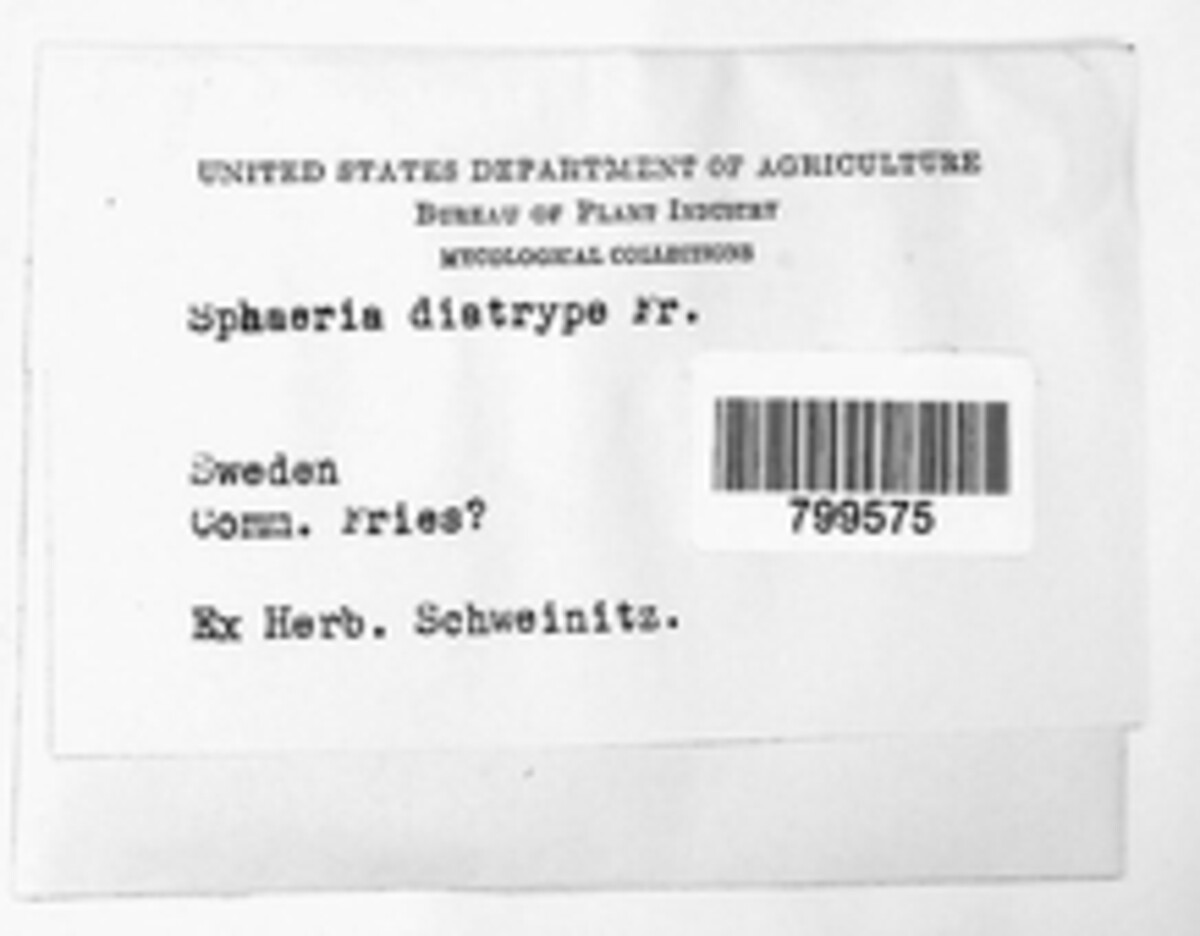 UNITED STATES DEPARTMENT OF AGRICULTURE
BUREAU OF PLANT INDUSTRY
MYCOLOGICAL COLLECTIONS
Sphaeria diatrype Fr.
Sweden
Comm. Fries?
799575
Ex Herb. Schweinitz.